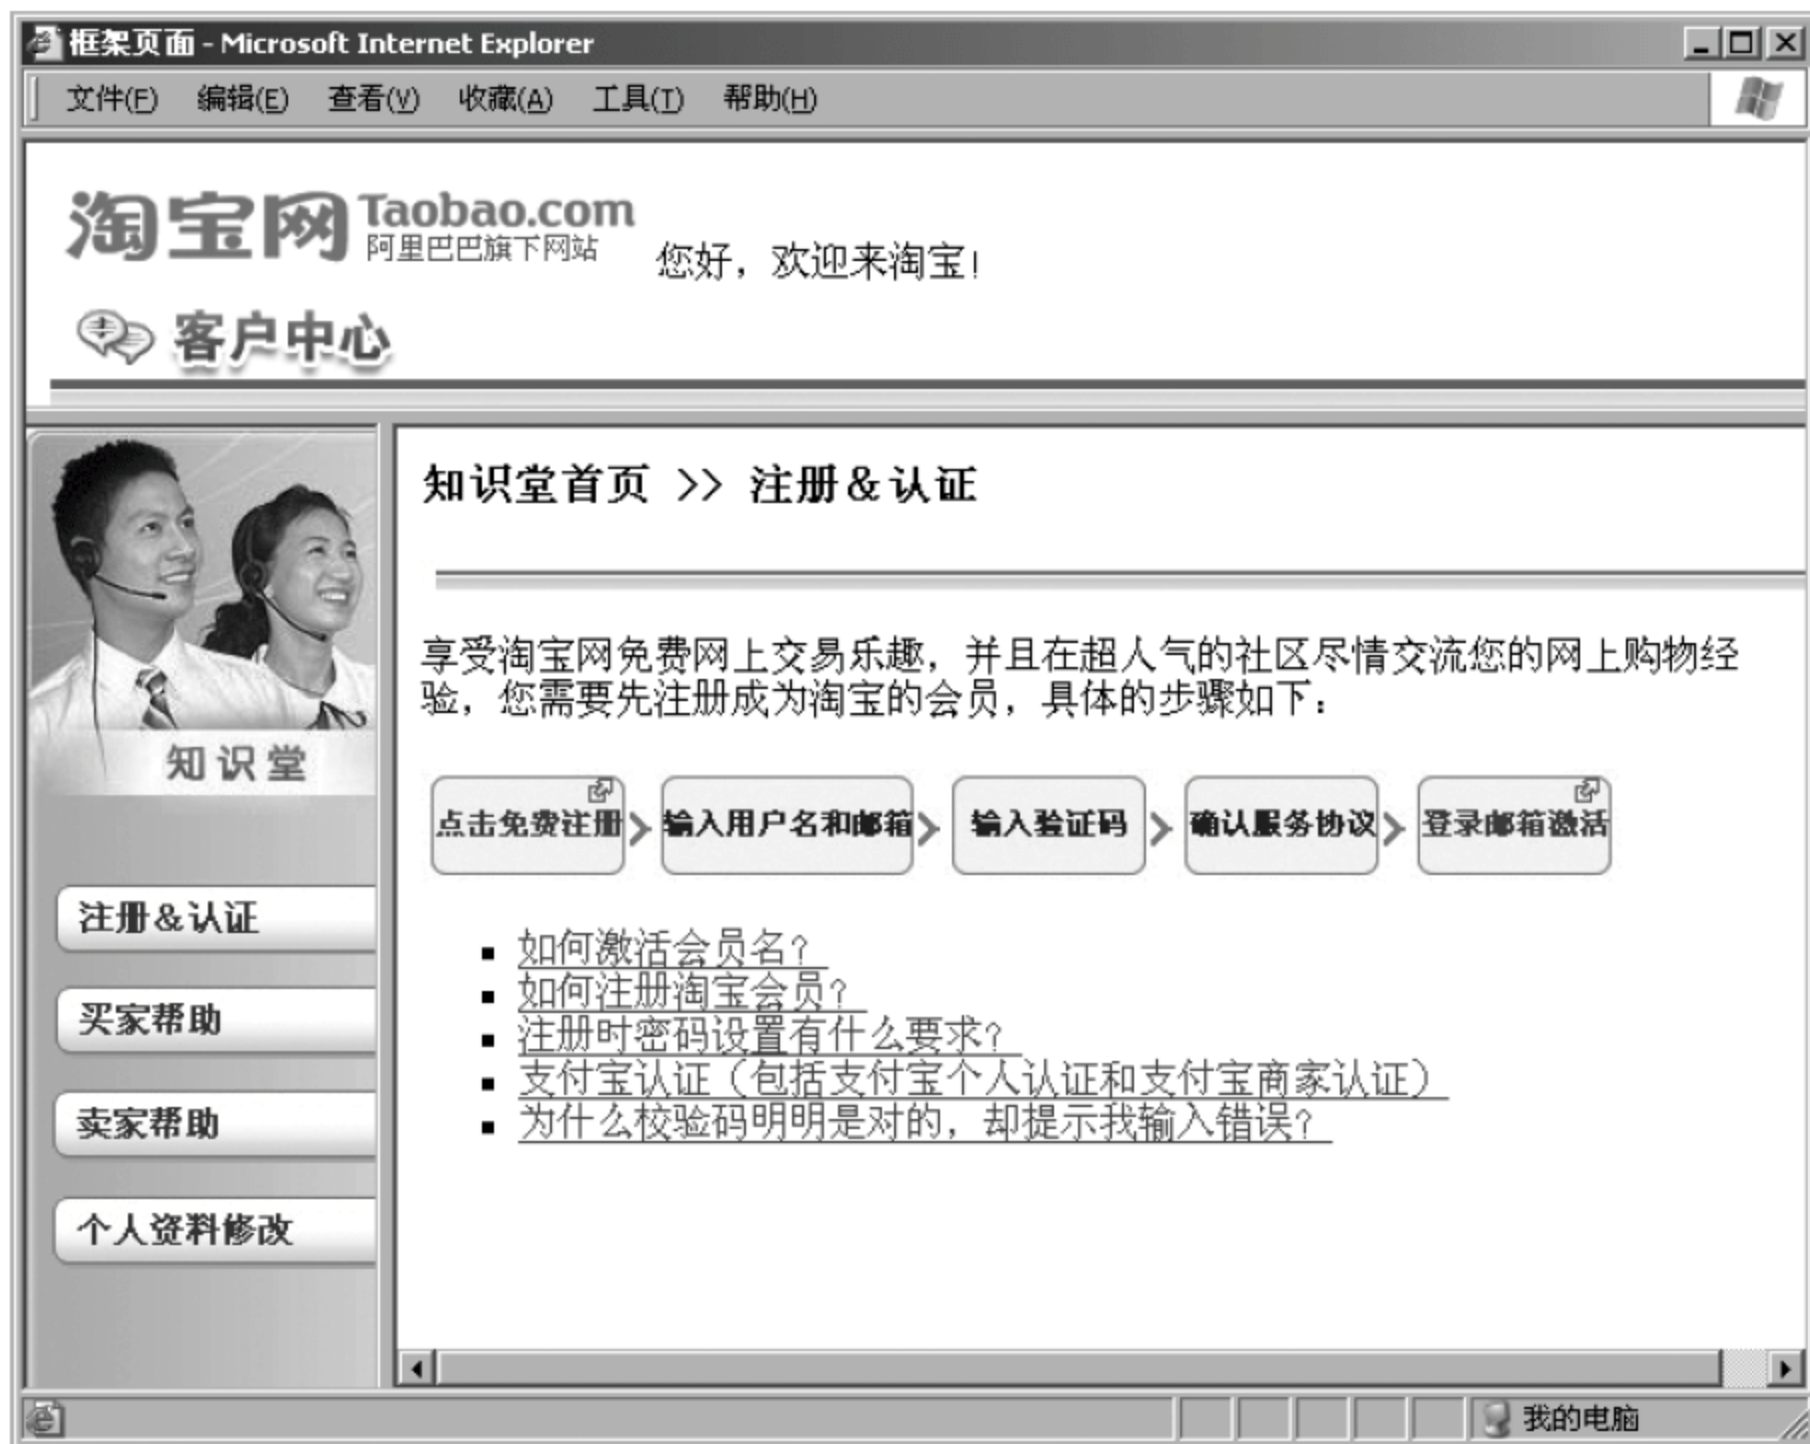 框架页面 - Microsoft Internet Explorer
文件(F) 编辑(E) 查看(V) 收藏(A) 工具(T) 帮助(H)
淘宝网 Taobao.com
阿里巴巴旗下网站
您好，欢迎来淘宝！
客户中心
知识堂
注册&认证
买家帮助
卖家帮助
个人资料修改
知识堂首页 >> 注册&认证
享受淘宝网免费网上交易乐趣，并且在超人气的社区尽情交流您的网上购物经
验，您需要先注册成为淘宝的会员，具体的步骤如下：
点击免费注册 输入用户名和邮箱 输入验证码 确认服务协议 登录邮箱激活
如何激活会员名？
如何注册淘宝会员？
注册时密码设置有什么要求？
支付宝认证（包括支付宝个人认证和支付宝商家认证）
为什么校验码明明是对的，却提示我输入错误？
我的电脑